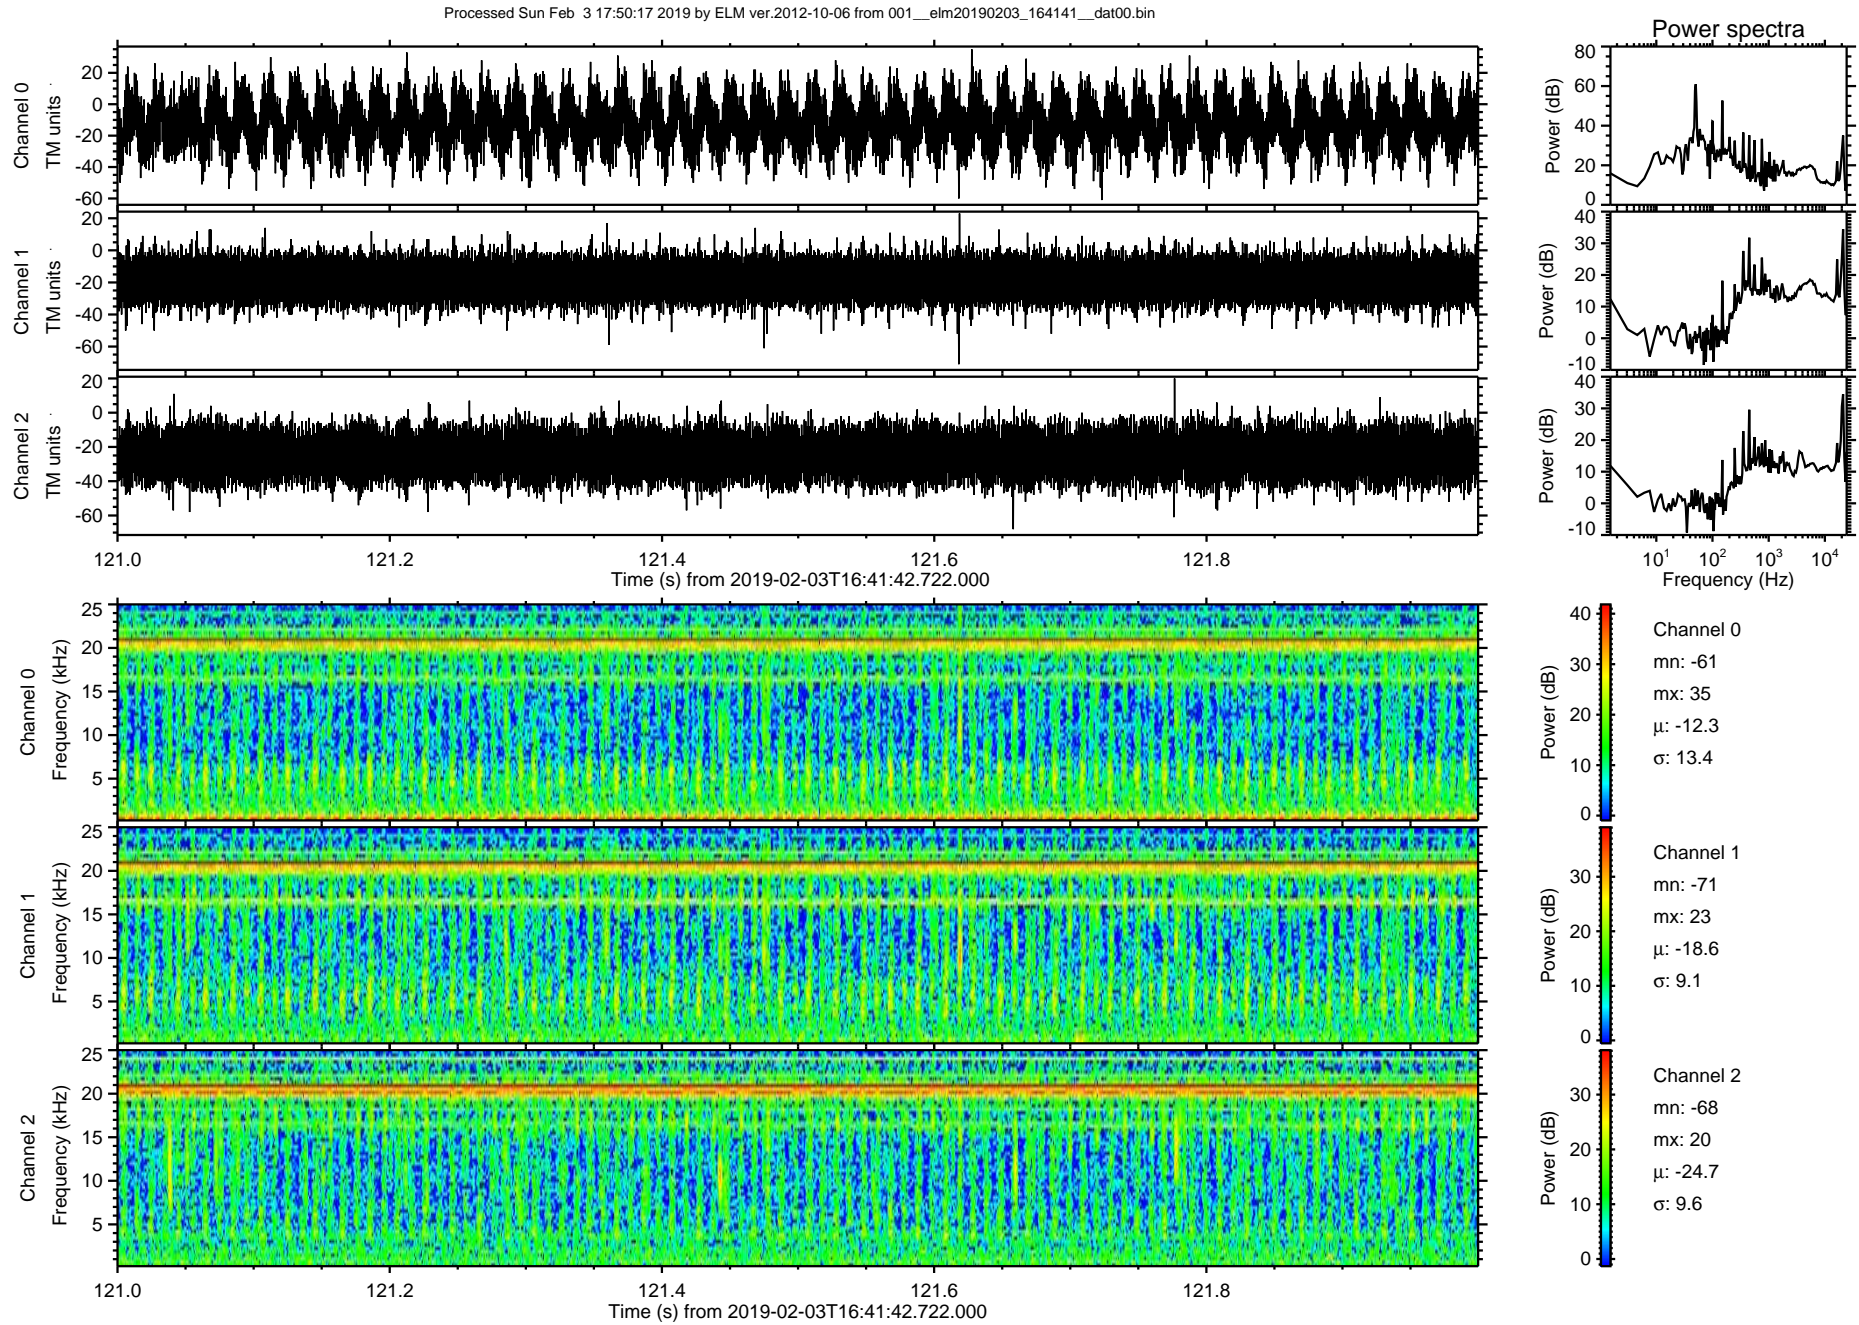 Processed Sun Feb  3 17:50:17 2019 by ELM ver.2012-10-06 from 001__elm20190203_164141__dat00.bin
Power spectra
Channel 0
TM units
20
0
-20
-40
-60
Power (dB)
80
60
40
20
0
Channel 1
TM units
20
0
-20
-40
-60
Power (dB)
40
30
20
10
0
-10
Channel 2
TM units
20
0
-20
-40
-60
Power (dB)
40
30
20
10
0
-10
121.0 121.2 121.4 121.6 121.8
Time (s) from 2019-02-03T16:41:42.722.000
10¹ 10² 10³ 10⁴
Frequency (Hz)
Channel 0
Frequency (kHz)
25
20
15
10
5
Power (dB)
40
30
20
10
0
Channel 0
mn: -61
mx: 35
μ: -12.3
σ: 13.4
Channel 1
Frequency (kHz)
25
20
15
10
5
Power (dB)
30
20
10
0
Channel 1
mn: -71
mx: 23
μ: -18.6
σ: 9.1
Channel 2
Frequency (kHz)
25
20
15
10
5
Power (dB)
30
20
10
0
Channel 2
mn: -68
mx: 20
μ: -24.7
σ: 9.6
121.0 121.2 121.4 121.6 121.8
Time (s) from 2019-02-03T16:41:42.722.000